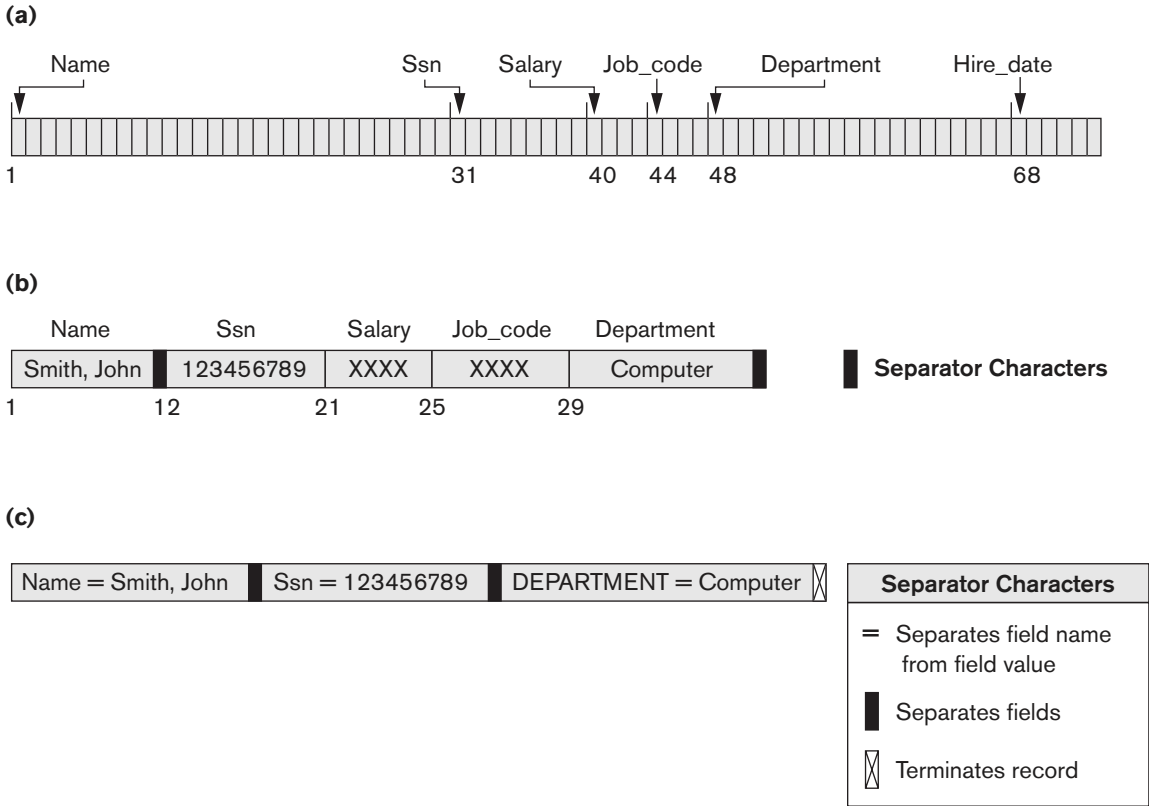 (a)
Name Ssn Salary Job_code Department Hire_date
1 31 40 44 48 68
(b)
Name Ssn Salary Job_code Department
Smith, John 123456789 XXXX XXXX Computer Separator Characters
1 12 21 25 29
(c)
Name = Smith, John Ssn = 123456789 DEPARTMENT = Computer
Separator Characters
= Separates field name
from field value
Separates fields
Terminates record